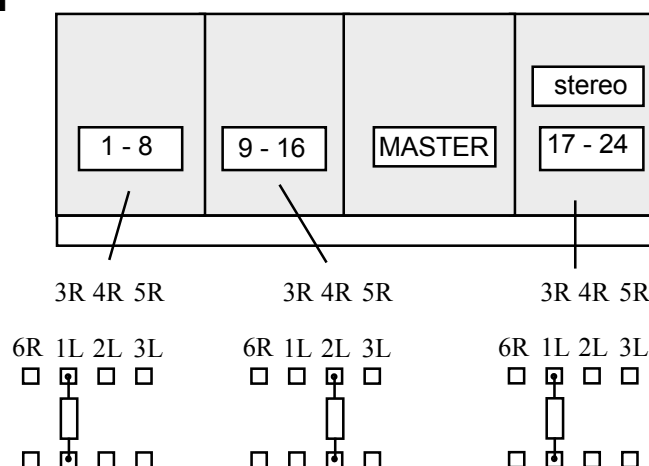 stereo
1 - 8 9 - 16 MASTER 17 - 24
3R 4R 5R 3R 4R 5R 3R 4R 5R
6R 1L 2L 3L 6R 1L 2L 3L 6R 1L 2L 3L